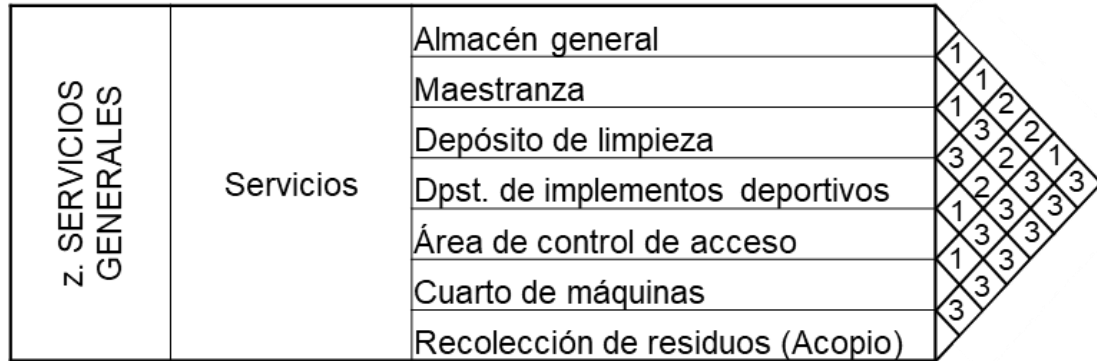 z. SERVICIOS
GENERALES
Servicios
Almacén general
Maestranza
Depósito de limpieza
Dpst. de implementos deportivos
Área de control de acceso
Cuarto de máquinas
Recolección de residuos (Acopio)
1
1
1 2
3 2
3 2 1
2 3 3
1 3 3
3 3
1 3
3
3